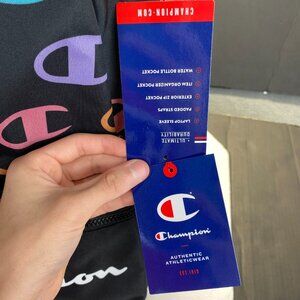 CHAMPION.COM
• ULTIMATE
DURABILITY
LAPTOP SLEEVE
PADDED STRAPS
EXTERIOR ZIP POCKET
ITEM ORGANIZER POCKET
WATER BOTTLE POCKET
Champion
AUTHENTIC
ATHLETICWEAR
EST. 1919